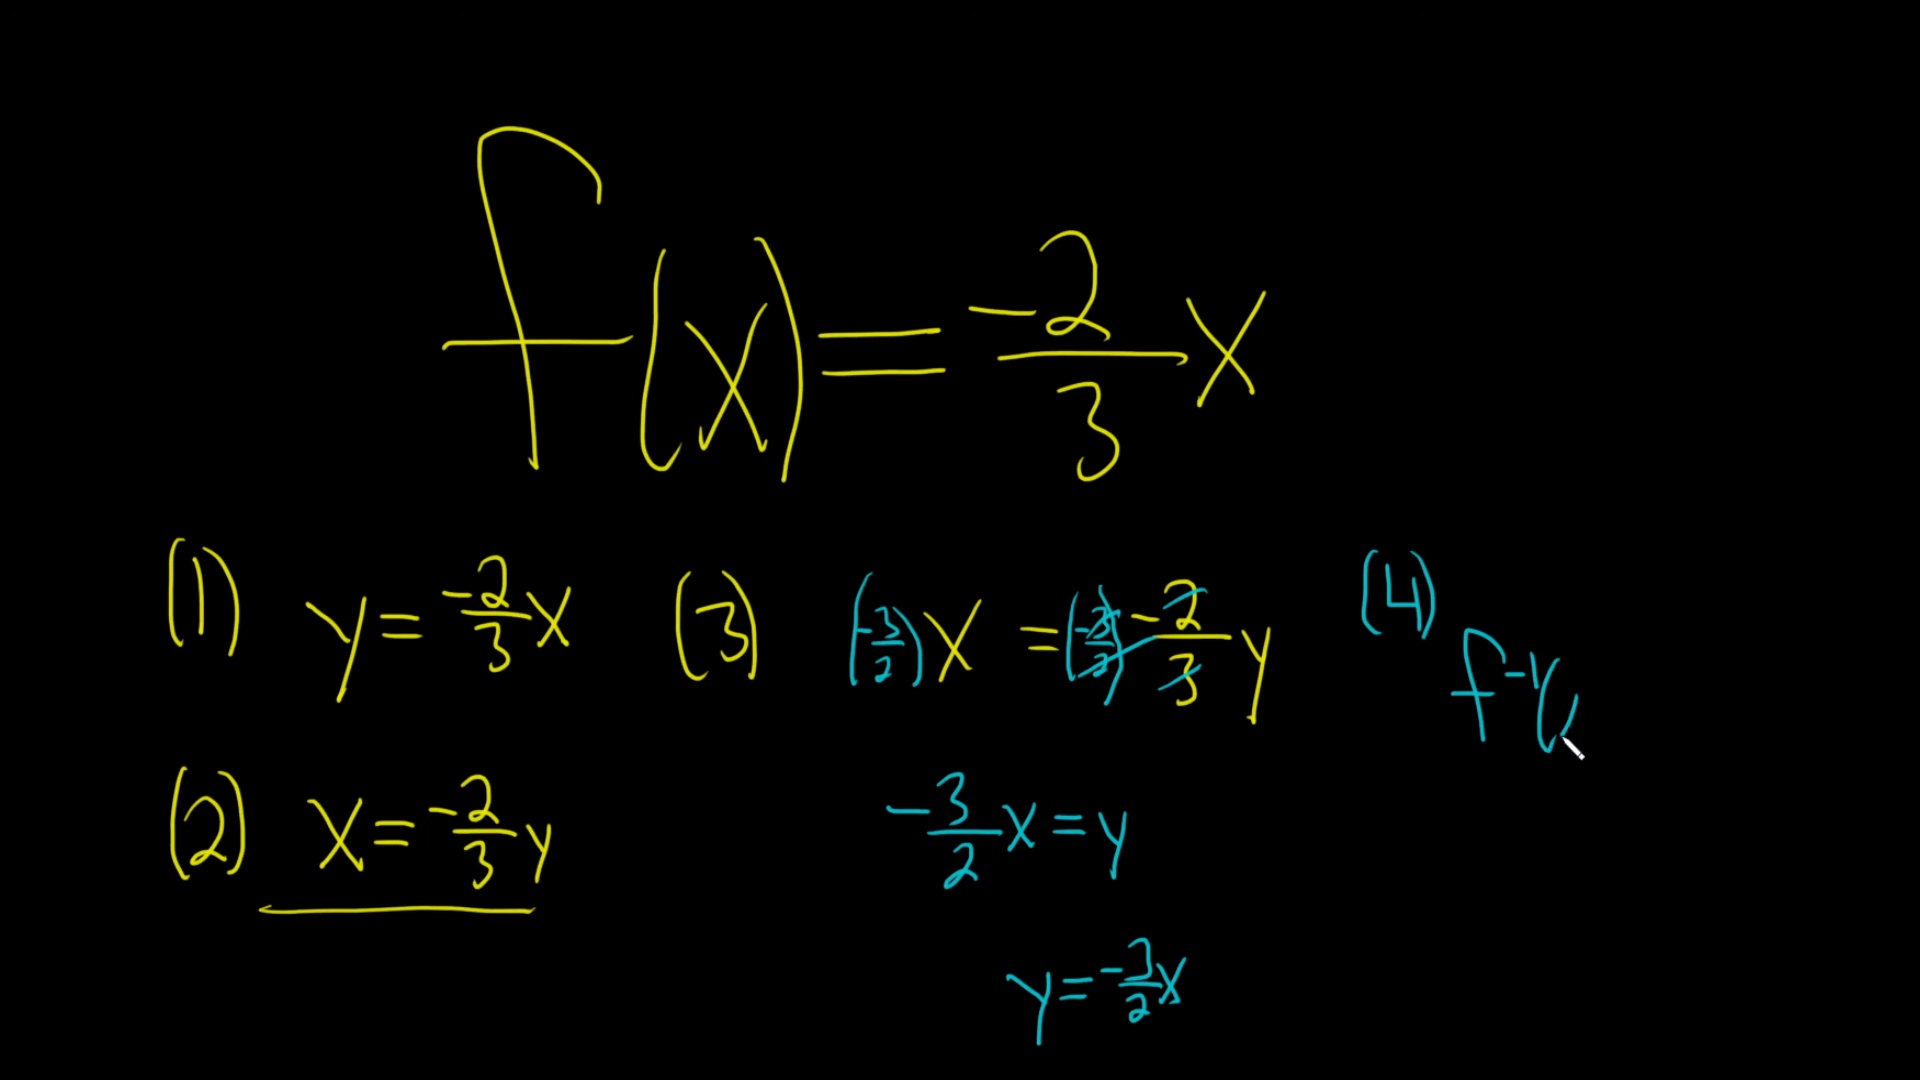 f(x) = -2/3 x
(1) y = -2/3 x
(2) x = -2/3 y
(3) (-3/2) x = (-3/2) -2/3 y
-3/2 x = y
y = -3/2 x
(4)
f^-1(